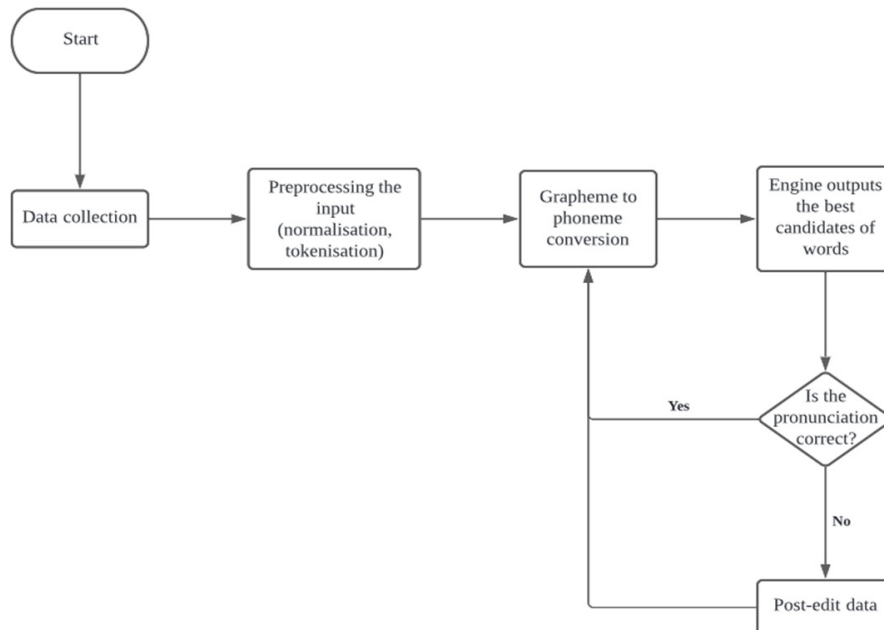 Start
Data collection
Preprocessing the
input
(normalisation,
tokenisation)
Grapheme to
phoneme
conversion
Engine outputs
the best
candidates of
words
Is the
pronunciation
correct?
Yes
No
Post-edit data